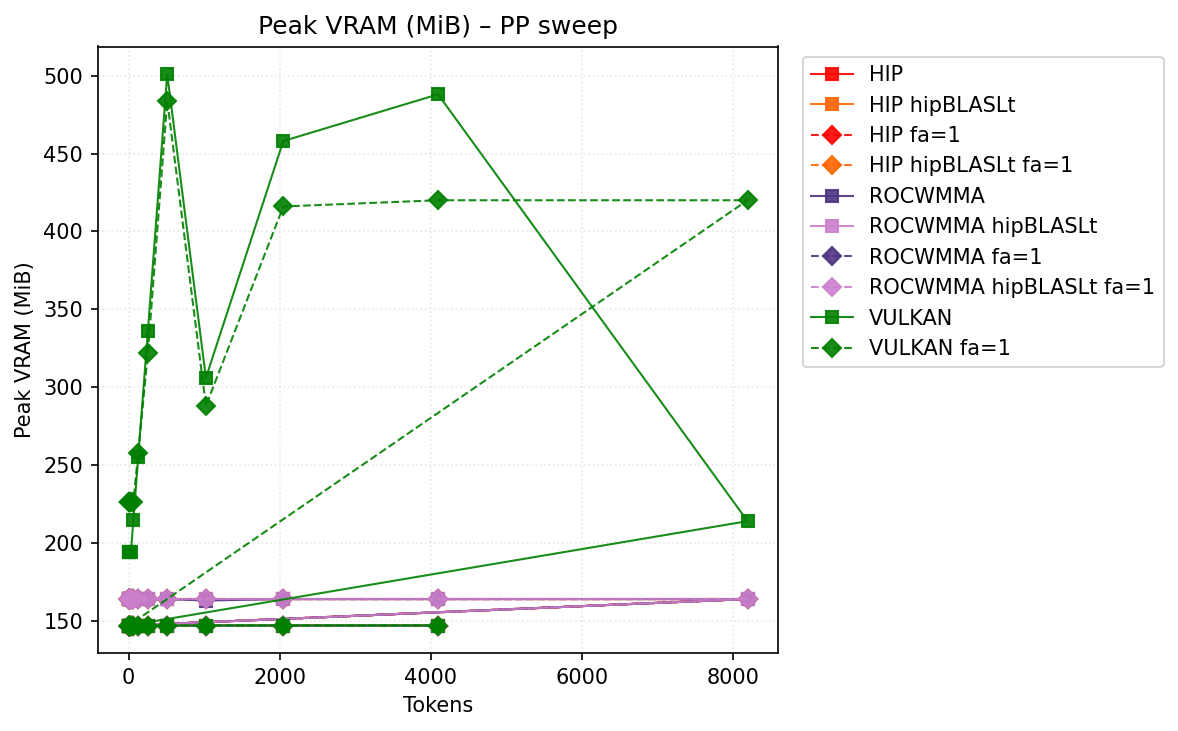 Peak VRAM (MiB) – PP sweep
Peak VRAM (MiB)
500
450
400
350
300
250
200
150
0 2000 4000 6000 8000
Tokens
HIP
HIP hipBLASLt
HIP fa=1
HIP hipBLASLt fa=1
ROCWMMA
ROCWMMA hipBLASLt
ROCWMMA fa=1
ROCWMMA hipBLASLt fa=1
VULKAN
VULKAN fa=1